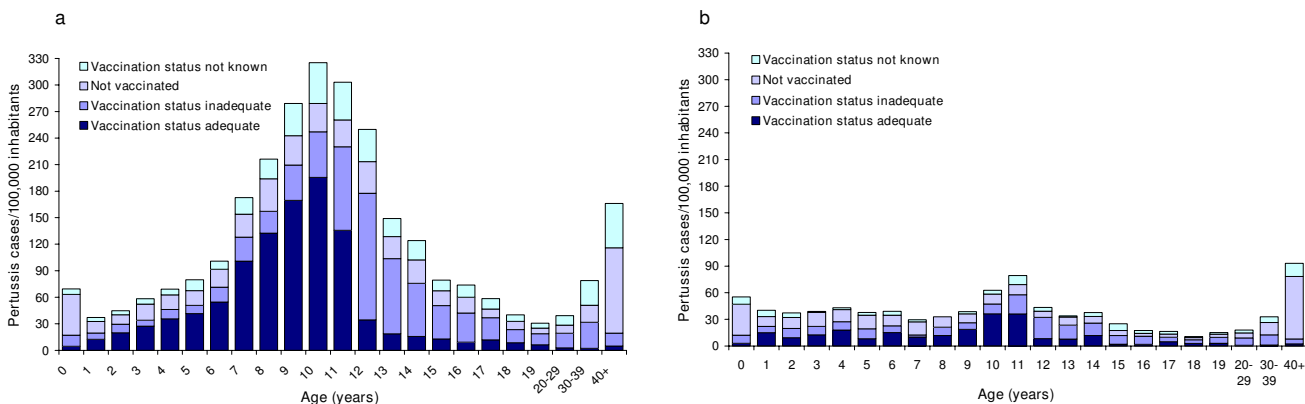 a
330
300
270
240
210
180
150
120
90
60
30
0
Pertussis cases/100,000 inhabitants
Vaccination status not known
Not vaccinated
Vaccination status inadequate
Vaccination status adequate
0 1 2 3 4 5 6 7 8 9 10 11 12 13 14 15 16 17 18 19 20-29 30-39 40+
Age (years)
b
330
300
270
240
210
180
150
120
90
60
30
0
Pertussis cases/100,000 inhabitants
Vaccination status not known
Not vaccinated
Vaccination status inadequate
Vaccination status adequate
0 1 2 3 4 5 6 7 8 9 10 11 12 13 14 15 16 17 18 19 20- 30- 40+
29 39
Age (years)